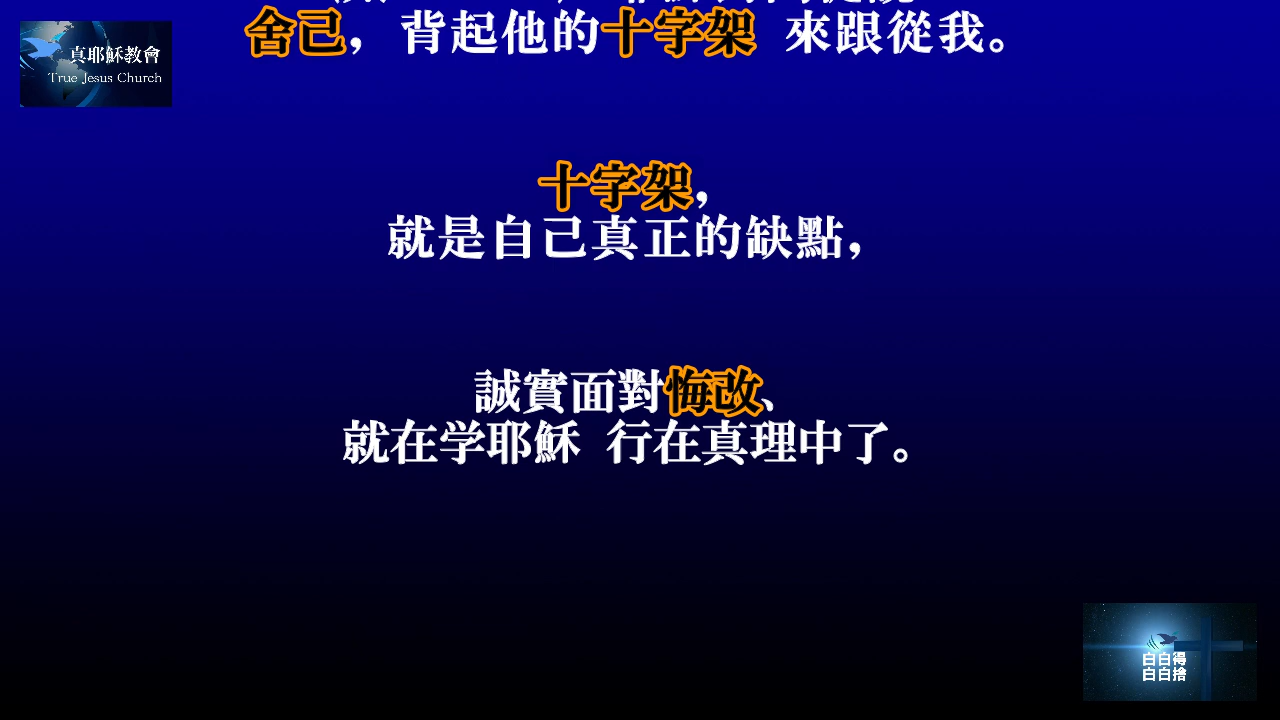 真耶穌教會
True Jesus Church
舍己，背起他的十字架 來跟從我。
十字架，
就是自己真正的缺點，
誠實面對悔改、
就在学耶穌 行在真理中了。
白白得
白白捨